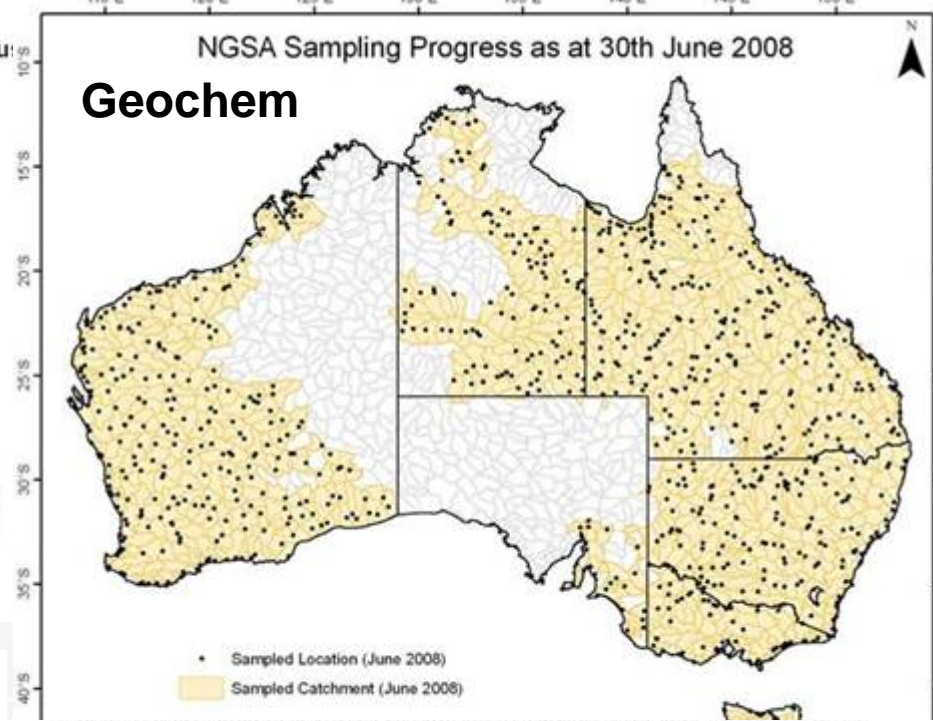 NGSA Sampling Progress as at 30th June 2008
N
Geochem
10°S
15°S
20°S
25°S
30°S
35°S
40°S
Sampled Location (June 2008)
Sampled Catchment (June 2008)